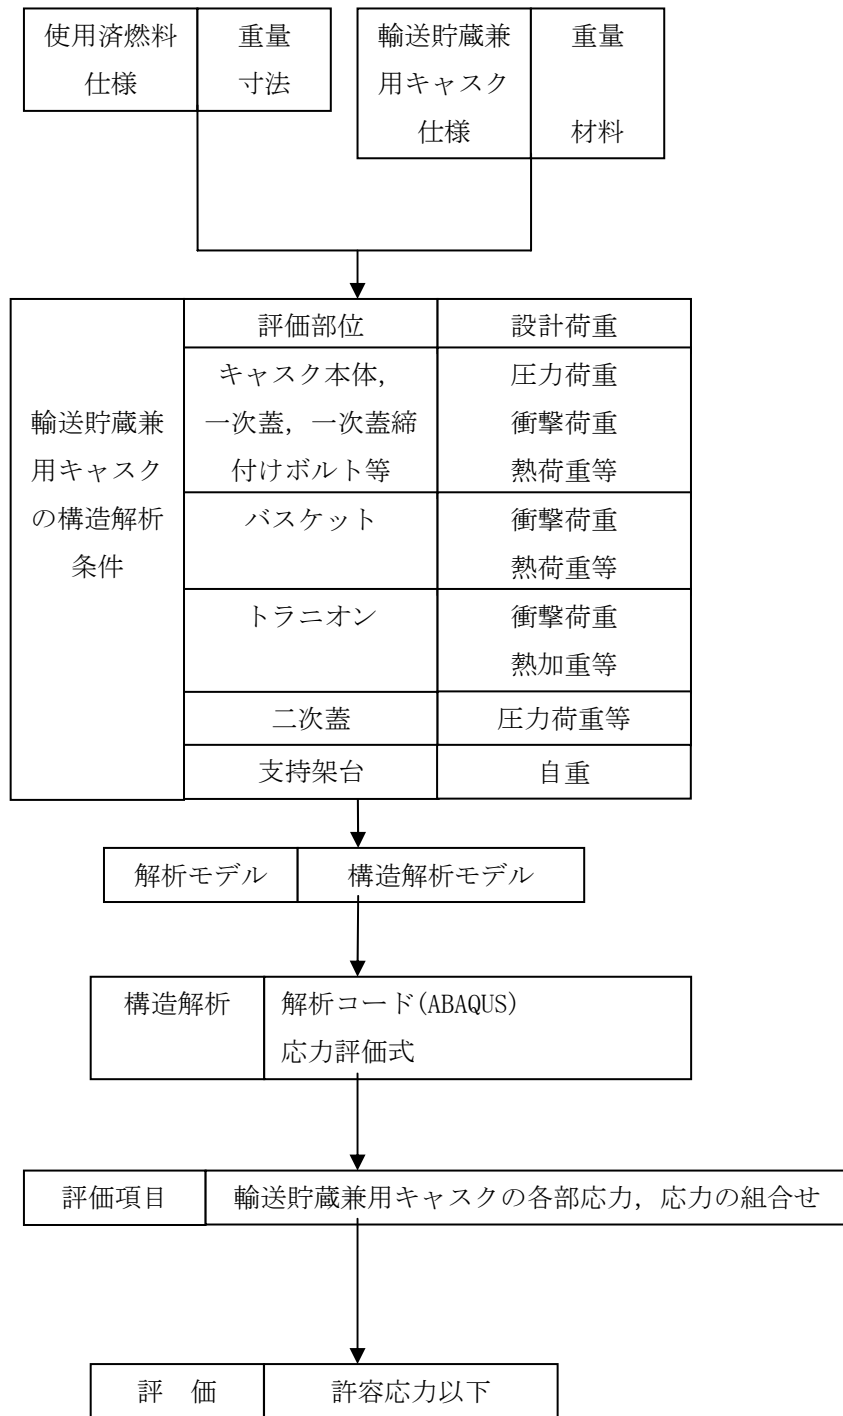 使用済燃料
仕様
重量
寸法
輸送貯蔵兼
用キャスク
仕様
重量
材料
輸送貯蔵兼
用キャスク
の構造解析
条件
評価部位
設計荷重
キャスク本体,
一次蓋, 一次蓋締
付けボルト等
圧力荷重
衝撃荷重
熱荷重等
バスケット
衝撃荷重
熱荷重等
トラニオン
衝撃荷重
熱加重等
二次蓋
圧力荷重等
支持架台
自重
解析モデル
構造解析モデル
構造解析
解析コード(ABAQUS)
応力評価式
評価項目
輸送貯蔵兼用キャスクの各部応力, 応力の組合せ
評 価
許容応力以下